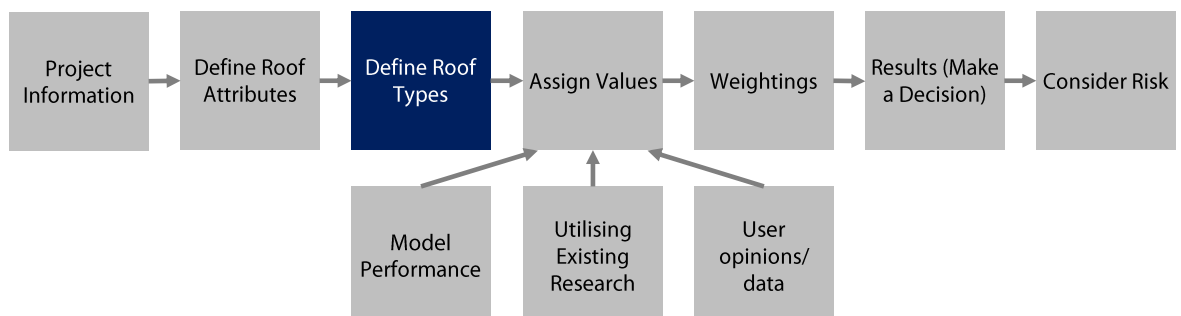 Project
Information
Define Roof
Attributes
Define Roof
Types
Assign Values
Weightings
Results (Make
a Decision)
Consider Risk
Model
Performance
Utilising
Existing
Research
User
opinions/
data